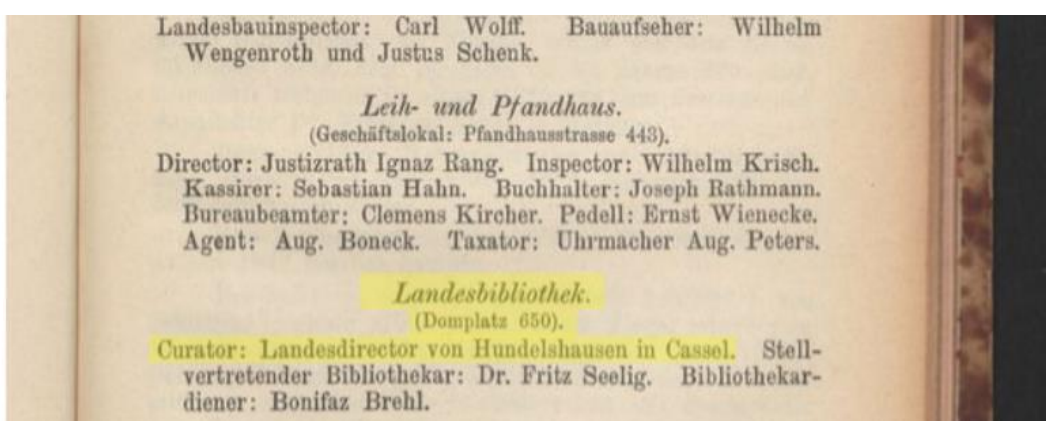 Landesbauinspector: Carl Wolff. Bauaufseher: Wilhelm
Wengenroth und Justus Schenk.
Leih- und Pfandhaus.
(Geschäftslokal: Pfandhausstrasse 443).
Director: Justizrath Ignaz Rang. Inspector: Wilhelm Krisch.
Kassirer: Sebastian Hahn. Buchhalter: Joseph Rathmann.
Bureaubeamter: Clemens Kircher. Pedell: Ernst Wienecke.
Agent: Aug. Boneck. Taxator: Uhrmacher Aug. Peters.
Landesbibliothek.
(Domplatz 650).
Curator: Landesdirector von Hundelshausen in Cassel. Stell-
vertretender Bibliothekar: Dr. Fritz Seelig. Bibliothekar-
diener: Bonifaz Brehl.